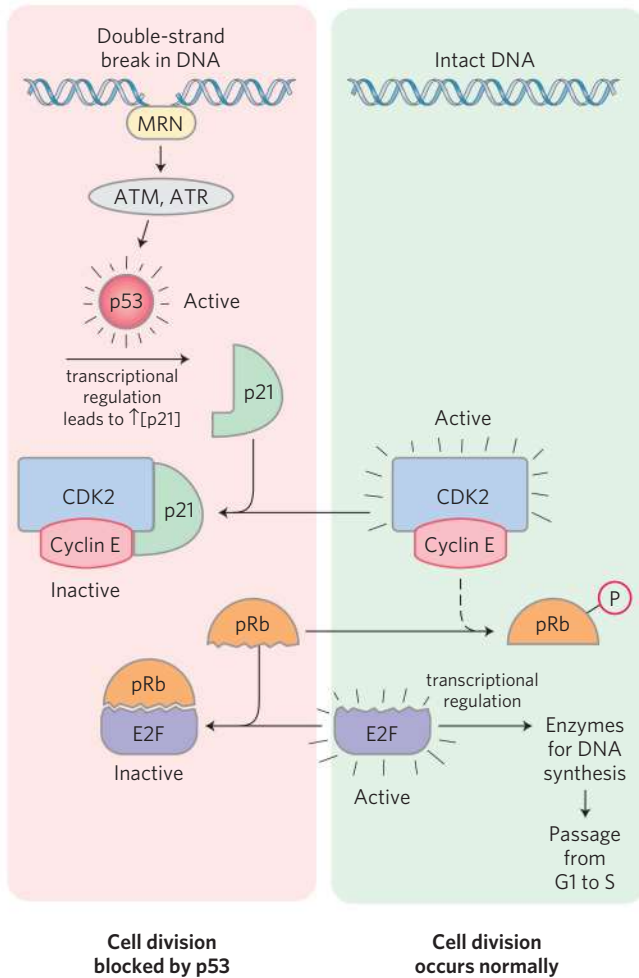 Double-strand
break in DNA
Intact DNA
MRN
ATM, ATR
p53
Active
transcriptional
regulation
leads to ↑[p21]
p21
Active
CDK2
p21
Cyclin E
Inactive
CDK2
Cyclin E
pRb
P
pRb
pRb
E2F
Inactive
E2F
Active
transcriptional
regulation
Enzymes
for DNA
synthesis
Passage
from
G1 to S
Cell division
blocked by p53
Cell division
occurs normally